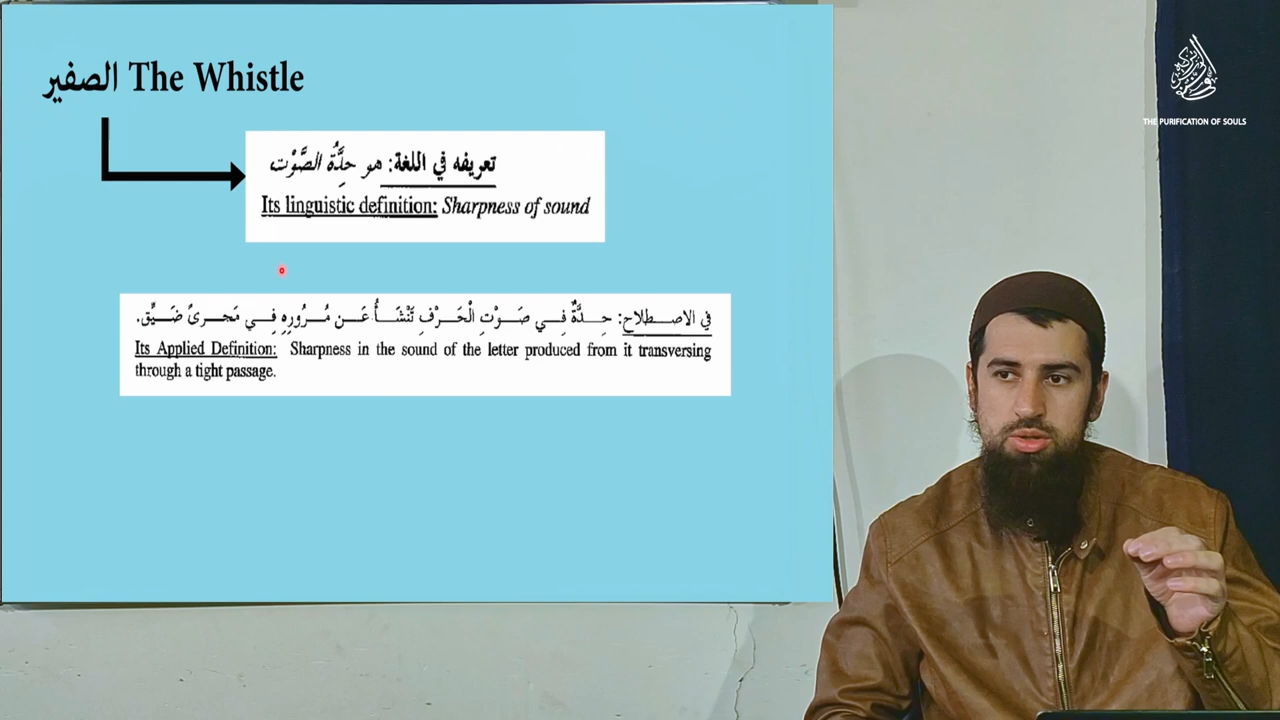 الصفير The Whistle
تعريفه في اللغة: هو حِدَّةُ الصَّوْت
Its linguistic definition: Sharpness of sound
في الاصطلاح: حِدَّةٌ فِي صَوْتِ الْحَرْفِ تَنْشَأُ عَن مُرُورِهِ فِي مَجرىً ضَيِّقٍ.
Its Applied Definition: Sharpness in the sound of the letter produced from it transversing
through a tight passage.
THE PURIFICATION OF SOULS